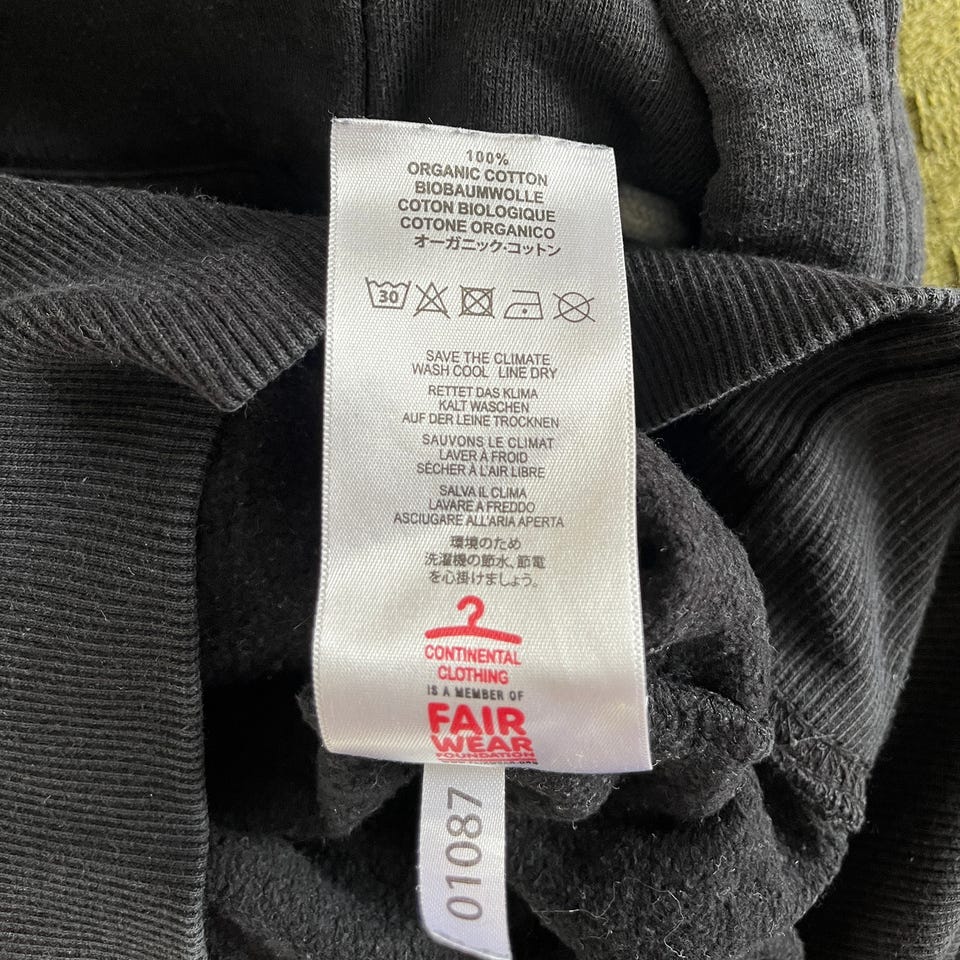 100%
ORGANIC COTTON
BIOBAUMWOLLE
COTON BIOLOGIQUE
COTONE ORGANICO
オーガニック・コットン
30
SAVE THE CLIMATE
WASH COOL LINE DRY
RETTET DAS KLIMA
KALT WASCHEN
AUF DER LEINE TROCKNEN
SAUVONS LE CLIMAT
LAVER À FROID
SÉCHER À L'AIR LIBRE
SALVA IL CLIMA
LAVARE A FREDDO
ASCIUGARE ALL'ARIA APERTA
環境のため
洗濯機の節水、節電
を心掛けましょう。
CONTINENTAL
CLOTHING
IS A MEMBER OF
FAIR
WEAR
FOUNDATION
01087